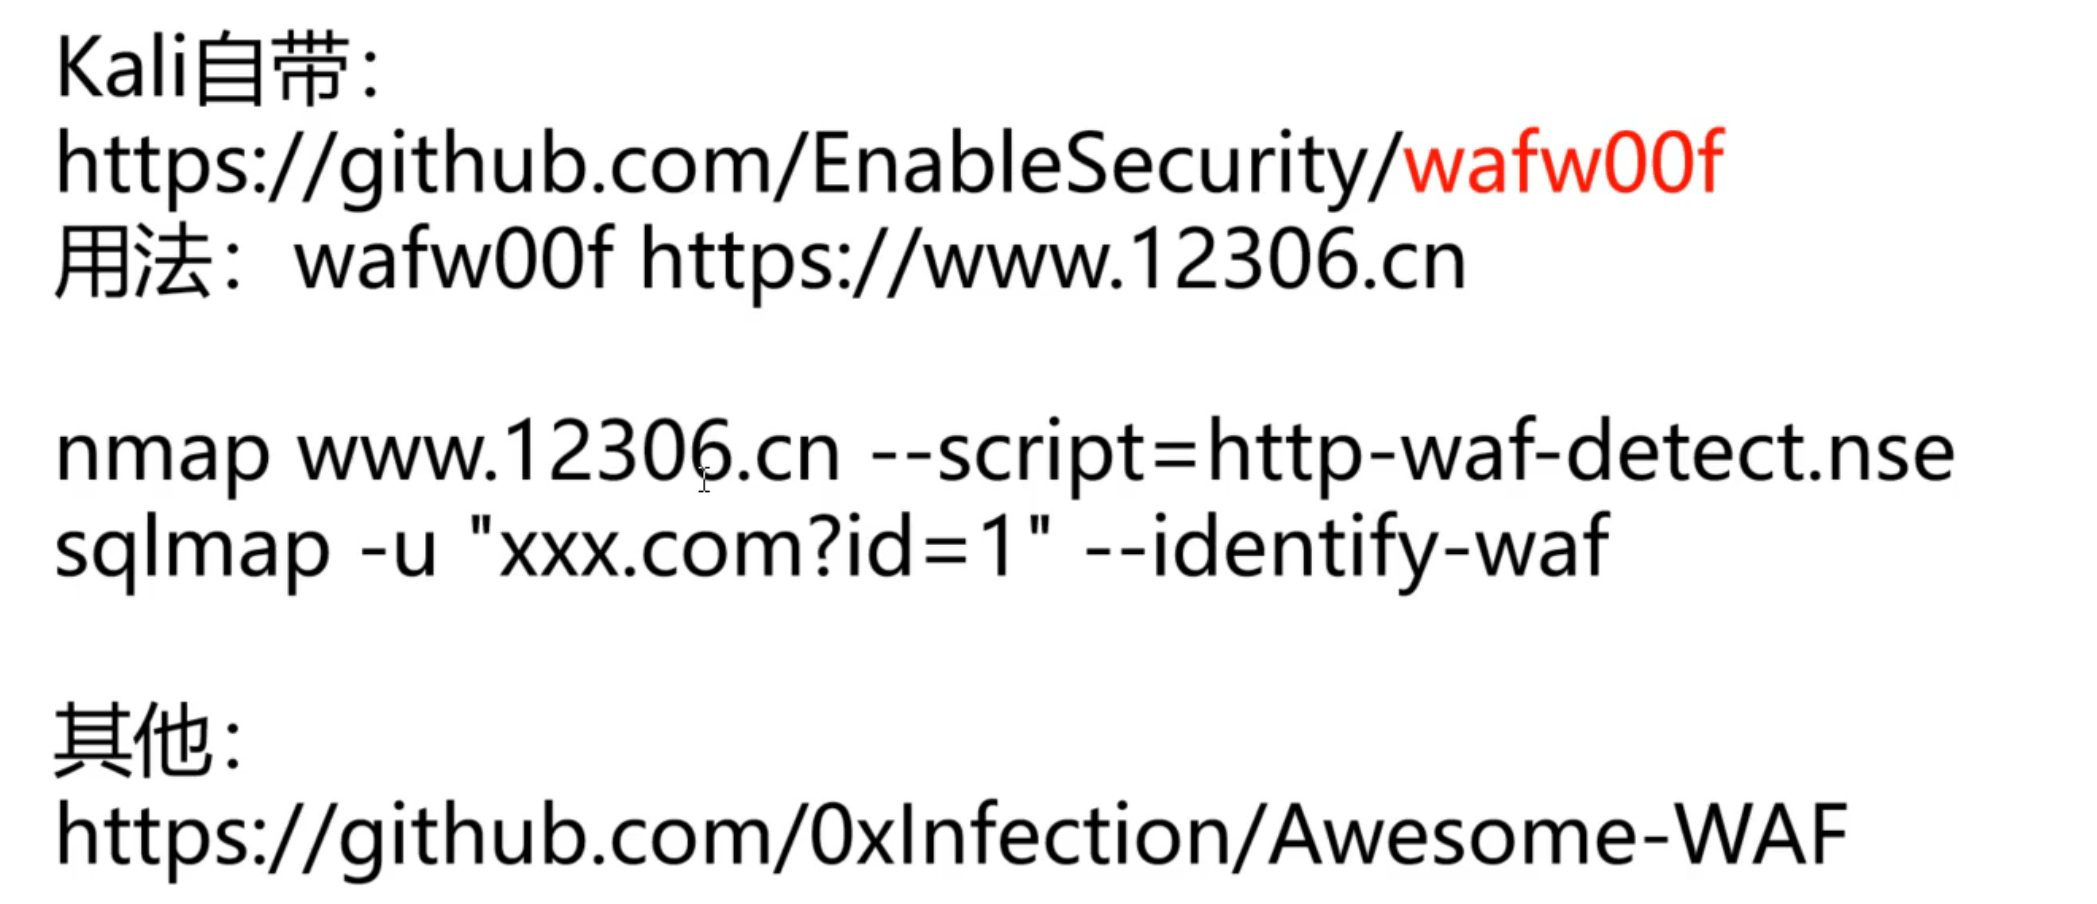 Kali自带：
https://github.com/EnableSecurity/wafw00f
用法：wafw00f https://www.12306.cn
nmap www.12306.cn --script=http-waf-detect.nse
sqlmap -u "xxx.com?id=1" --identify-waf
其他：
https://github.com/0xInfection/Awesome-WAF